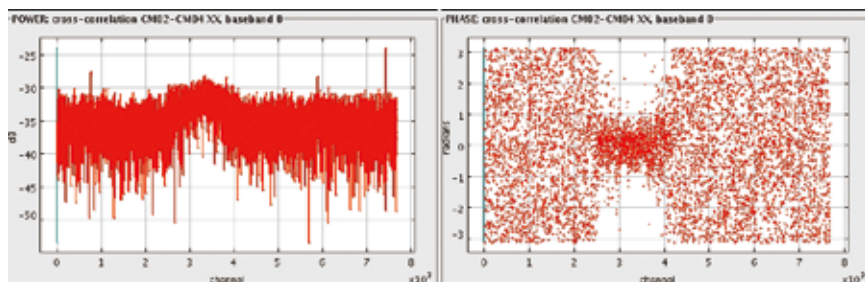 POWER: cross-correlation CM02-CM04 XX, baseband 0
-25
-30
-35
-40
-45
-50
dB
0 1 2 3 4 5 6 7 8
channel
×10³
PHASE: cross-correlation CM02-CM04 XX, baseband 0
3
2
1
0
-1
-2
-3
radians
0 1 2 3 4 5 6 7 8
channel
×10³